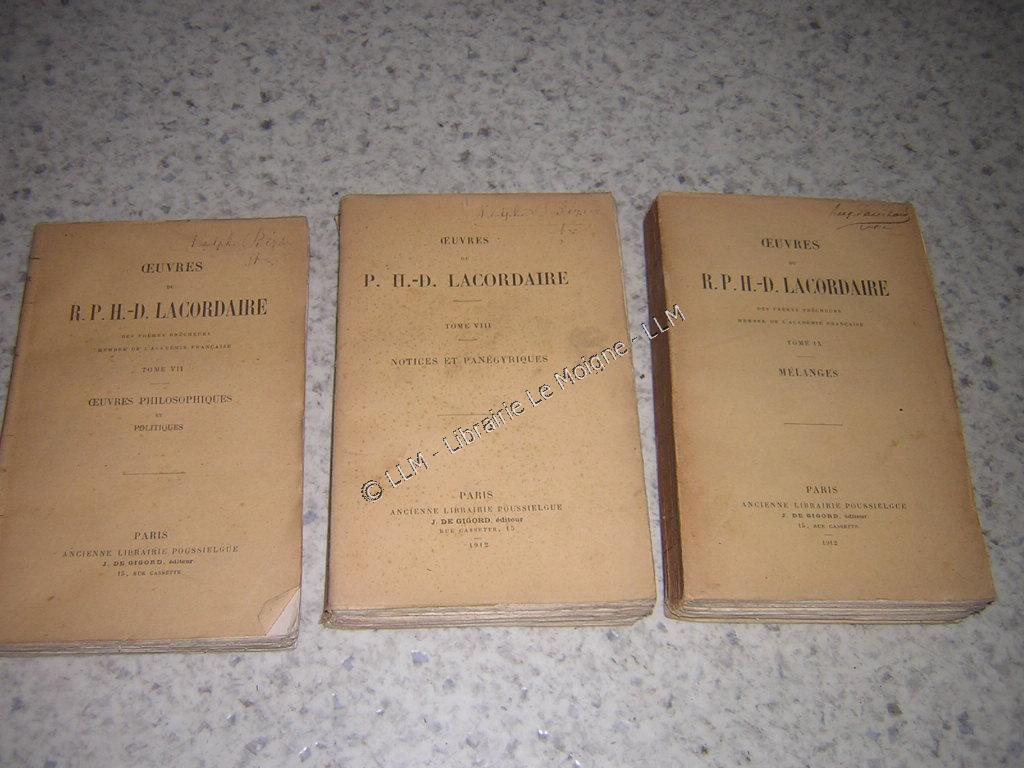 ŒUVRES
DU
R. P. H.-D. LACORDAIRE
DES FRÈRES PRÊCHEURS
MEMBRE DE L'ACADÉMIE FRANÇAISE
TOME VII
ŒUVRES PHILOSOPHIQUES
ET
POLITIQUES
PARIS
ANCIENNE LIBRAIRIE POUSSIELGUE
J. DE GIGORD, éditeur
15, RUE CASSETTE
ŒUVRES
DU
P. H.-D. LACORDAIRE
TOME VIII
NOTICES ET PANÉGYRIQUES
PARIS
ANCIENNE LIBRAIRIE POUSSIELGUE
J. DE GIGORD, éditeur
RUE CASSETTE, 15
1912
ŒUVRES
DU
R. P. H.-D. LACORDAIRE
DES FRÈRES PRÊCHEURS
MEMBRE DE L'ACADÉMIE FRANÇAISE
TOME IX
MÉLANGES
PARIS
ANCIENNE LIBRAIRIE POUSSIELGUE
J. DE GIGORD, éditeur
15, RUE CASSETTE
1912
© LLM - Librairie Le Moigne - LLM